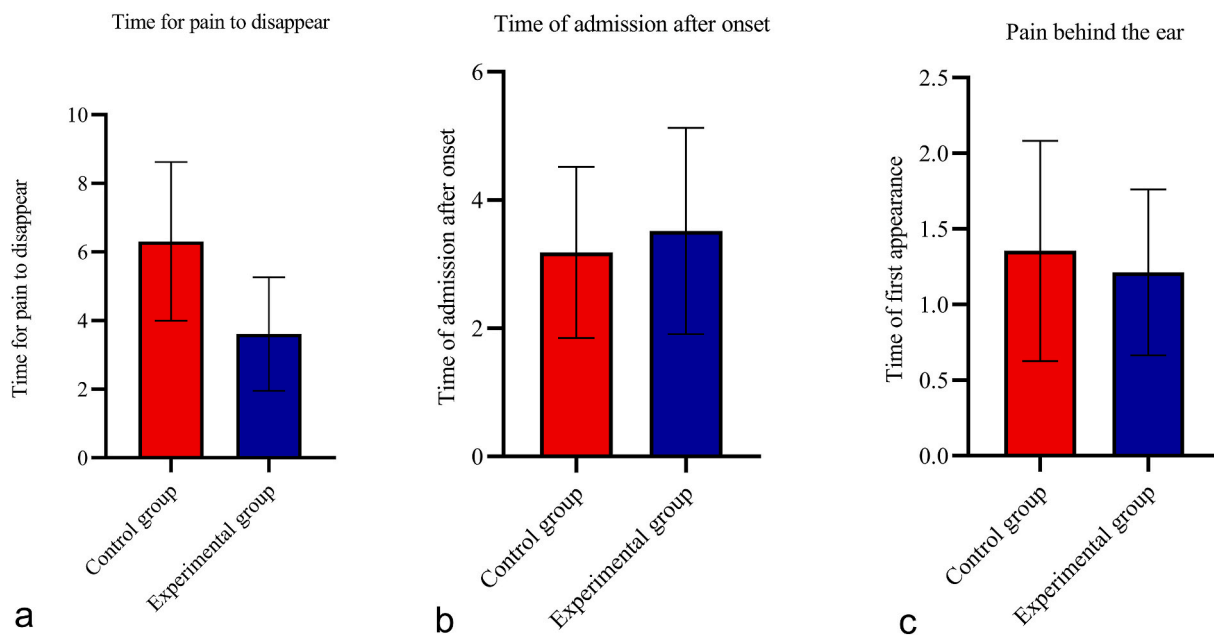 Time for pain to disappear
Time for pain to disappear
10
8
6
4
2
0
Control group
Experimental group
a
Time of admission after onset
Time of admission after onset
6
4
2
0
Control group
Experimental group
b
Pain behind the ear
Time of first appearance
2.5
2.0
1.5
1.0
0.5
0.0
Control group
Experimental group
c